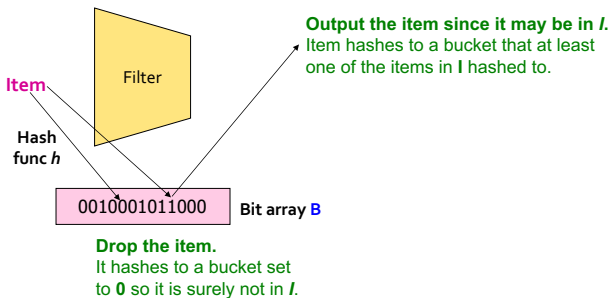 Output the item since it may be in I.
Item hashes to a bucket that at least
one of the items in I hashed to.
Filter
Item
Hash
func h
0010001011000
Bit array B
Drop the item.
It hashes to a bucket set
to 0 so it is surely not in I.